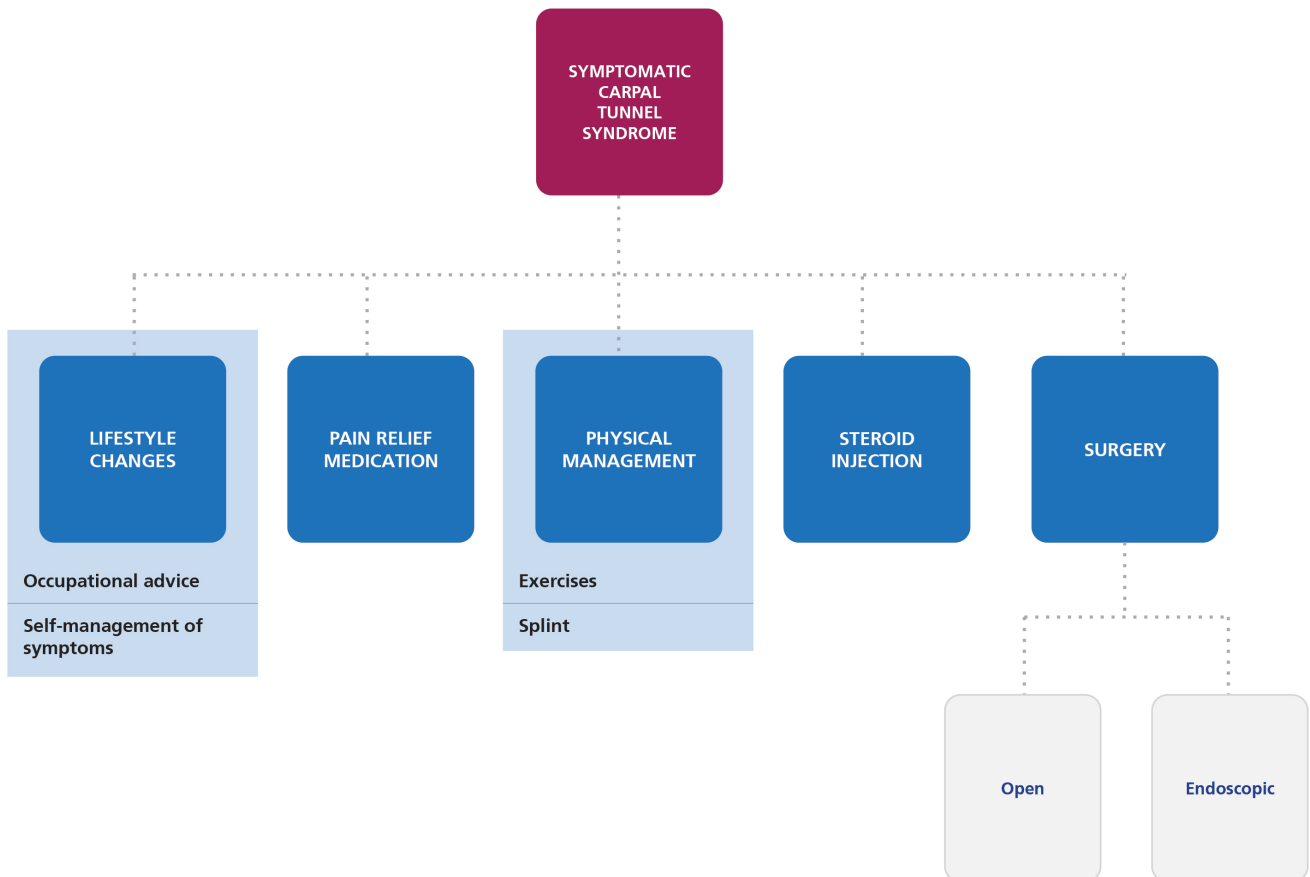 SYMPTOMATIC
CARPAL
TUNNEL
SYNDROME
LIFESTYLE
CHANGES
PAIN RELIEF
MEDICATION
PHYSICAL
MANAGEMENT
STEROID
INJECTION
SURGERY
Occupational advice
Self-management of
symptoms
Exercises
Splint
Open
Endoscopic